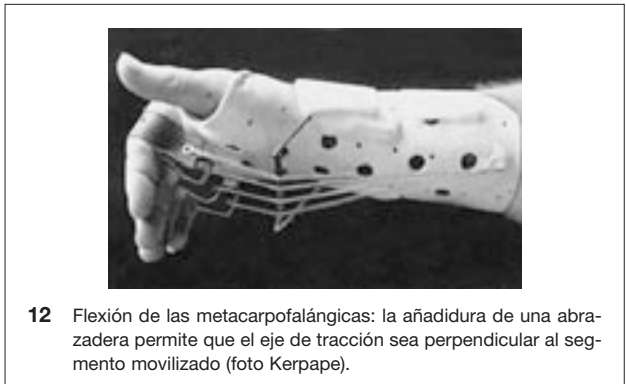 12 Flexión de las metacarpofalángicas: la añadidura de una abra-
zadera permite que el eje de tracción sea perpendicular al seg-
mento movilizado (foto Kerpape).